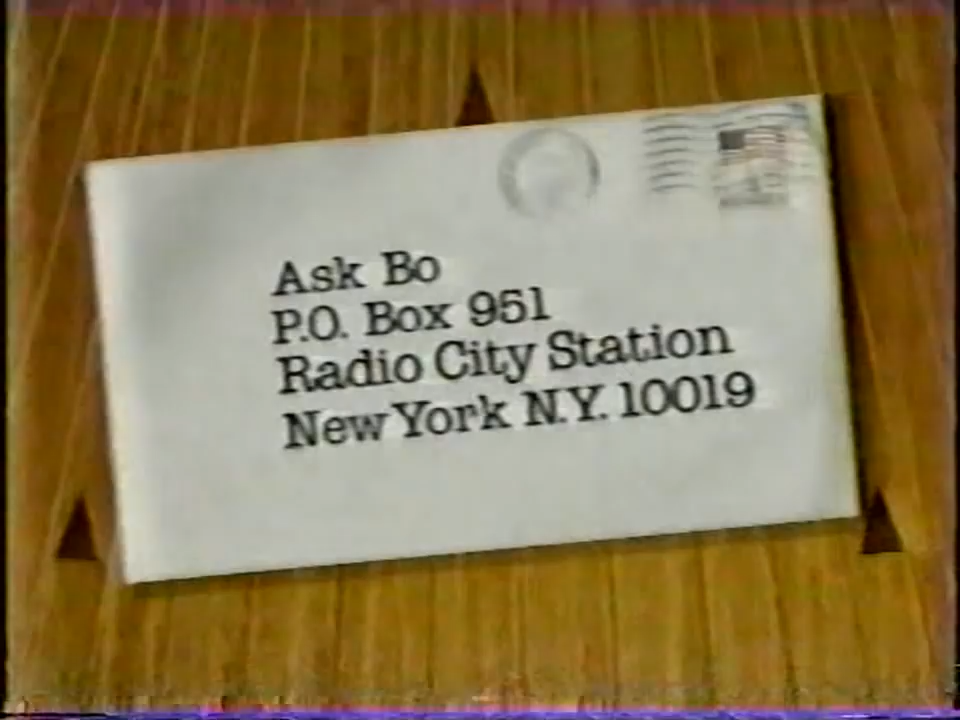 Ask Bo
P.O. Box 951
Radio City Station
New York N.Y. 10019